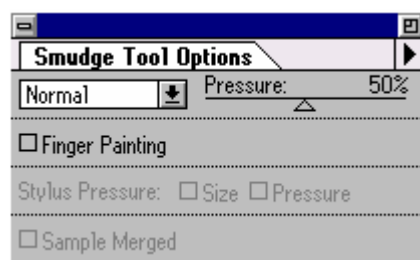 Smudge Tool Options
Normal Pressure: 50%
Finger Painting
Stylus Pressure: Size Pressure
Sample Merged